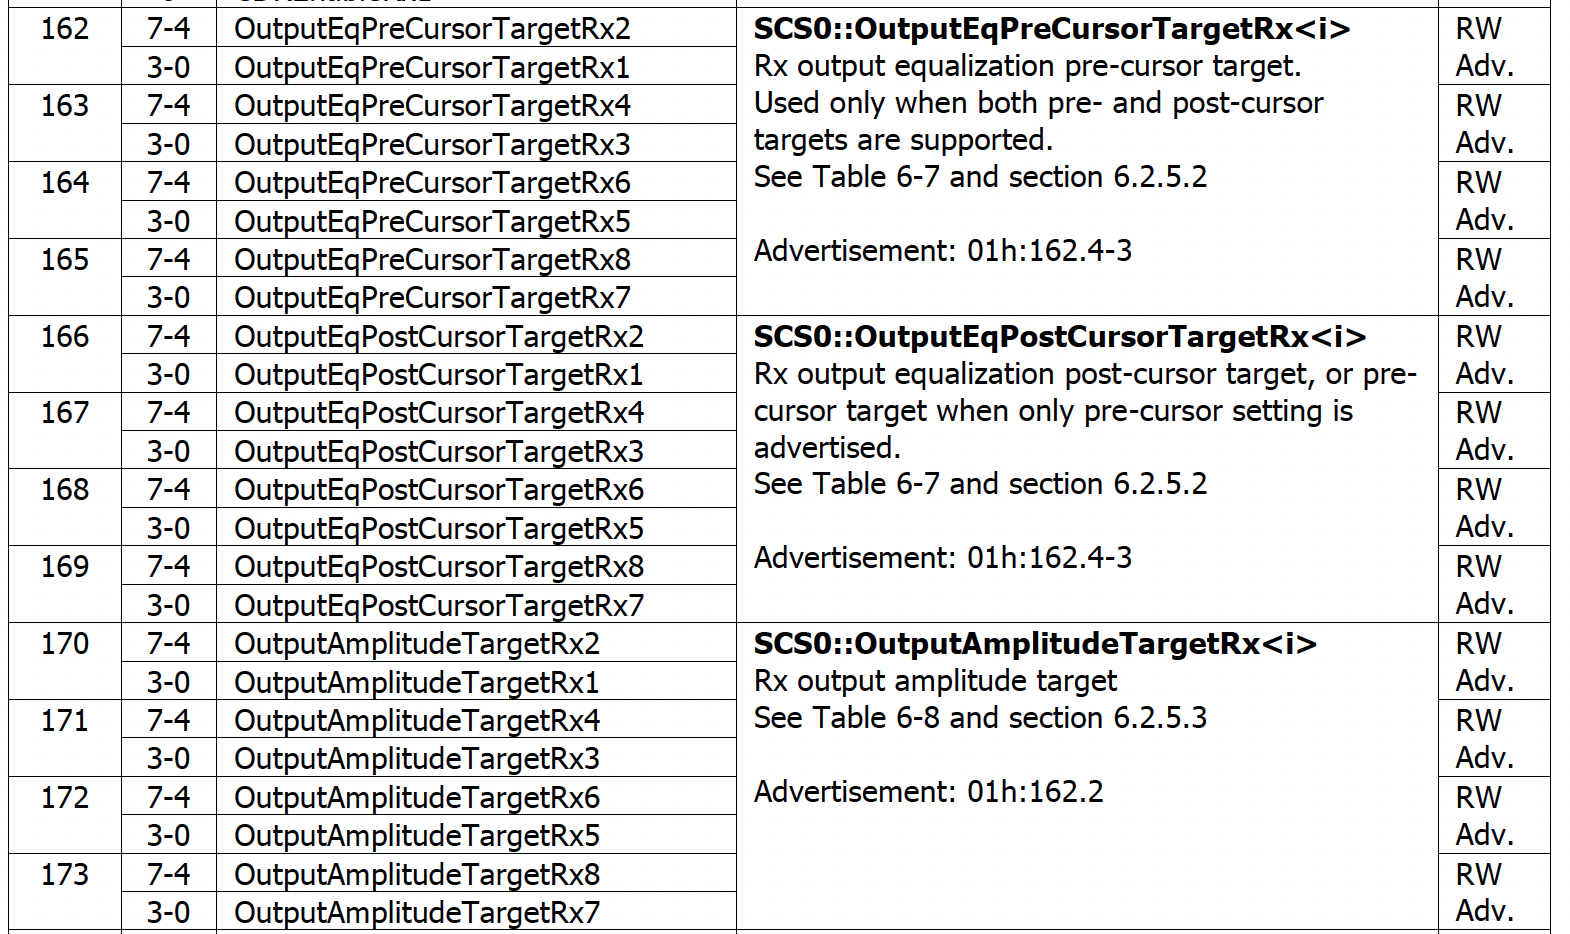 162 7-4 OutputEqPreCursorTargetRx2 SCS0::OutputEqPreCursorTargetRx<i> RW
3-0 OutputEqPreCursorTargetRx1 Rx output equalization pre-cursor target. Adv.
163 7-4 OutputEqPreCursorTargetRx4 Used only when both pre- and post-cursor RW
3-0 OutputEqPreCursorTargetRx3 targets are supported. Adv.
164 7-4 OutputEqPreCursorTargetRx6 See Table 6-7 and section 6.2.5.2 RW
3-0 OutputEqPreCursorTargetRx5 Adv.
165 7-4 OutputEqPreCursorTargetRx8 Advertisement: 01h:162.4-3 RW
3-0 OutputEqPreCursorTargetRx7 Adv.
166 7-4 OutputEqPostCursorTargetRx2 SCS0::OutputEqPostCursorTargetRx<i> RW
3-0 OutputEqPostCursorTargetRx1 Rx output equalization post-cursor target, or pre- Adv.
167 7-4 OutputEqPostCursorTargetRx4 cursor target when only pre-cursor setting is RW
3-0 OutputEqPostCursorTargetRx3 advertised. Adv.
168 7-4 OutputEqPostCursorTargetRx6 See Table 6-7 and section 6.2.5.2 RW
3-0 OutputEqPostCursorTargetRx5 Adv.
169 7-4 OutputEqPostCursorTargetRx8 Advertisement: 01h:162.4-3 RW
3-0 OutputEqPostCursorTargetRx7 Adv.
170 7-4 OutputAmplitudeTargetRx2 SCS0::OutputAmplitudeTargetRx<i> RW
3-0 OutputAmplitudeTargetRx1 Rx output amplitude target Adv.
171 7-4 OutputAmplitudeTargetRx4 See Table 6-8 and section 6.2.5.3 RW
3-0 OutputAmplitudeTargetRx3 Adv.
172 7-4 OutputAmplitudeTargetRx6 Advertisement: 01h:162.2 RW
3-0 OutputAmplitudeTargetRx5 Adv.
173 7-4 OutputAmplitudeTargetRx8 RW
3-0 OutputAmplitudeTargetRx7 Adv.